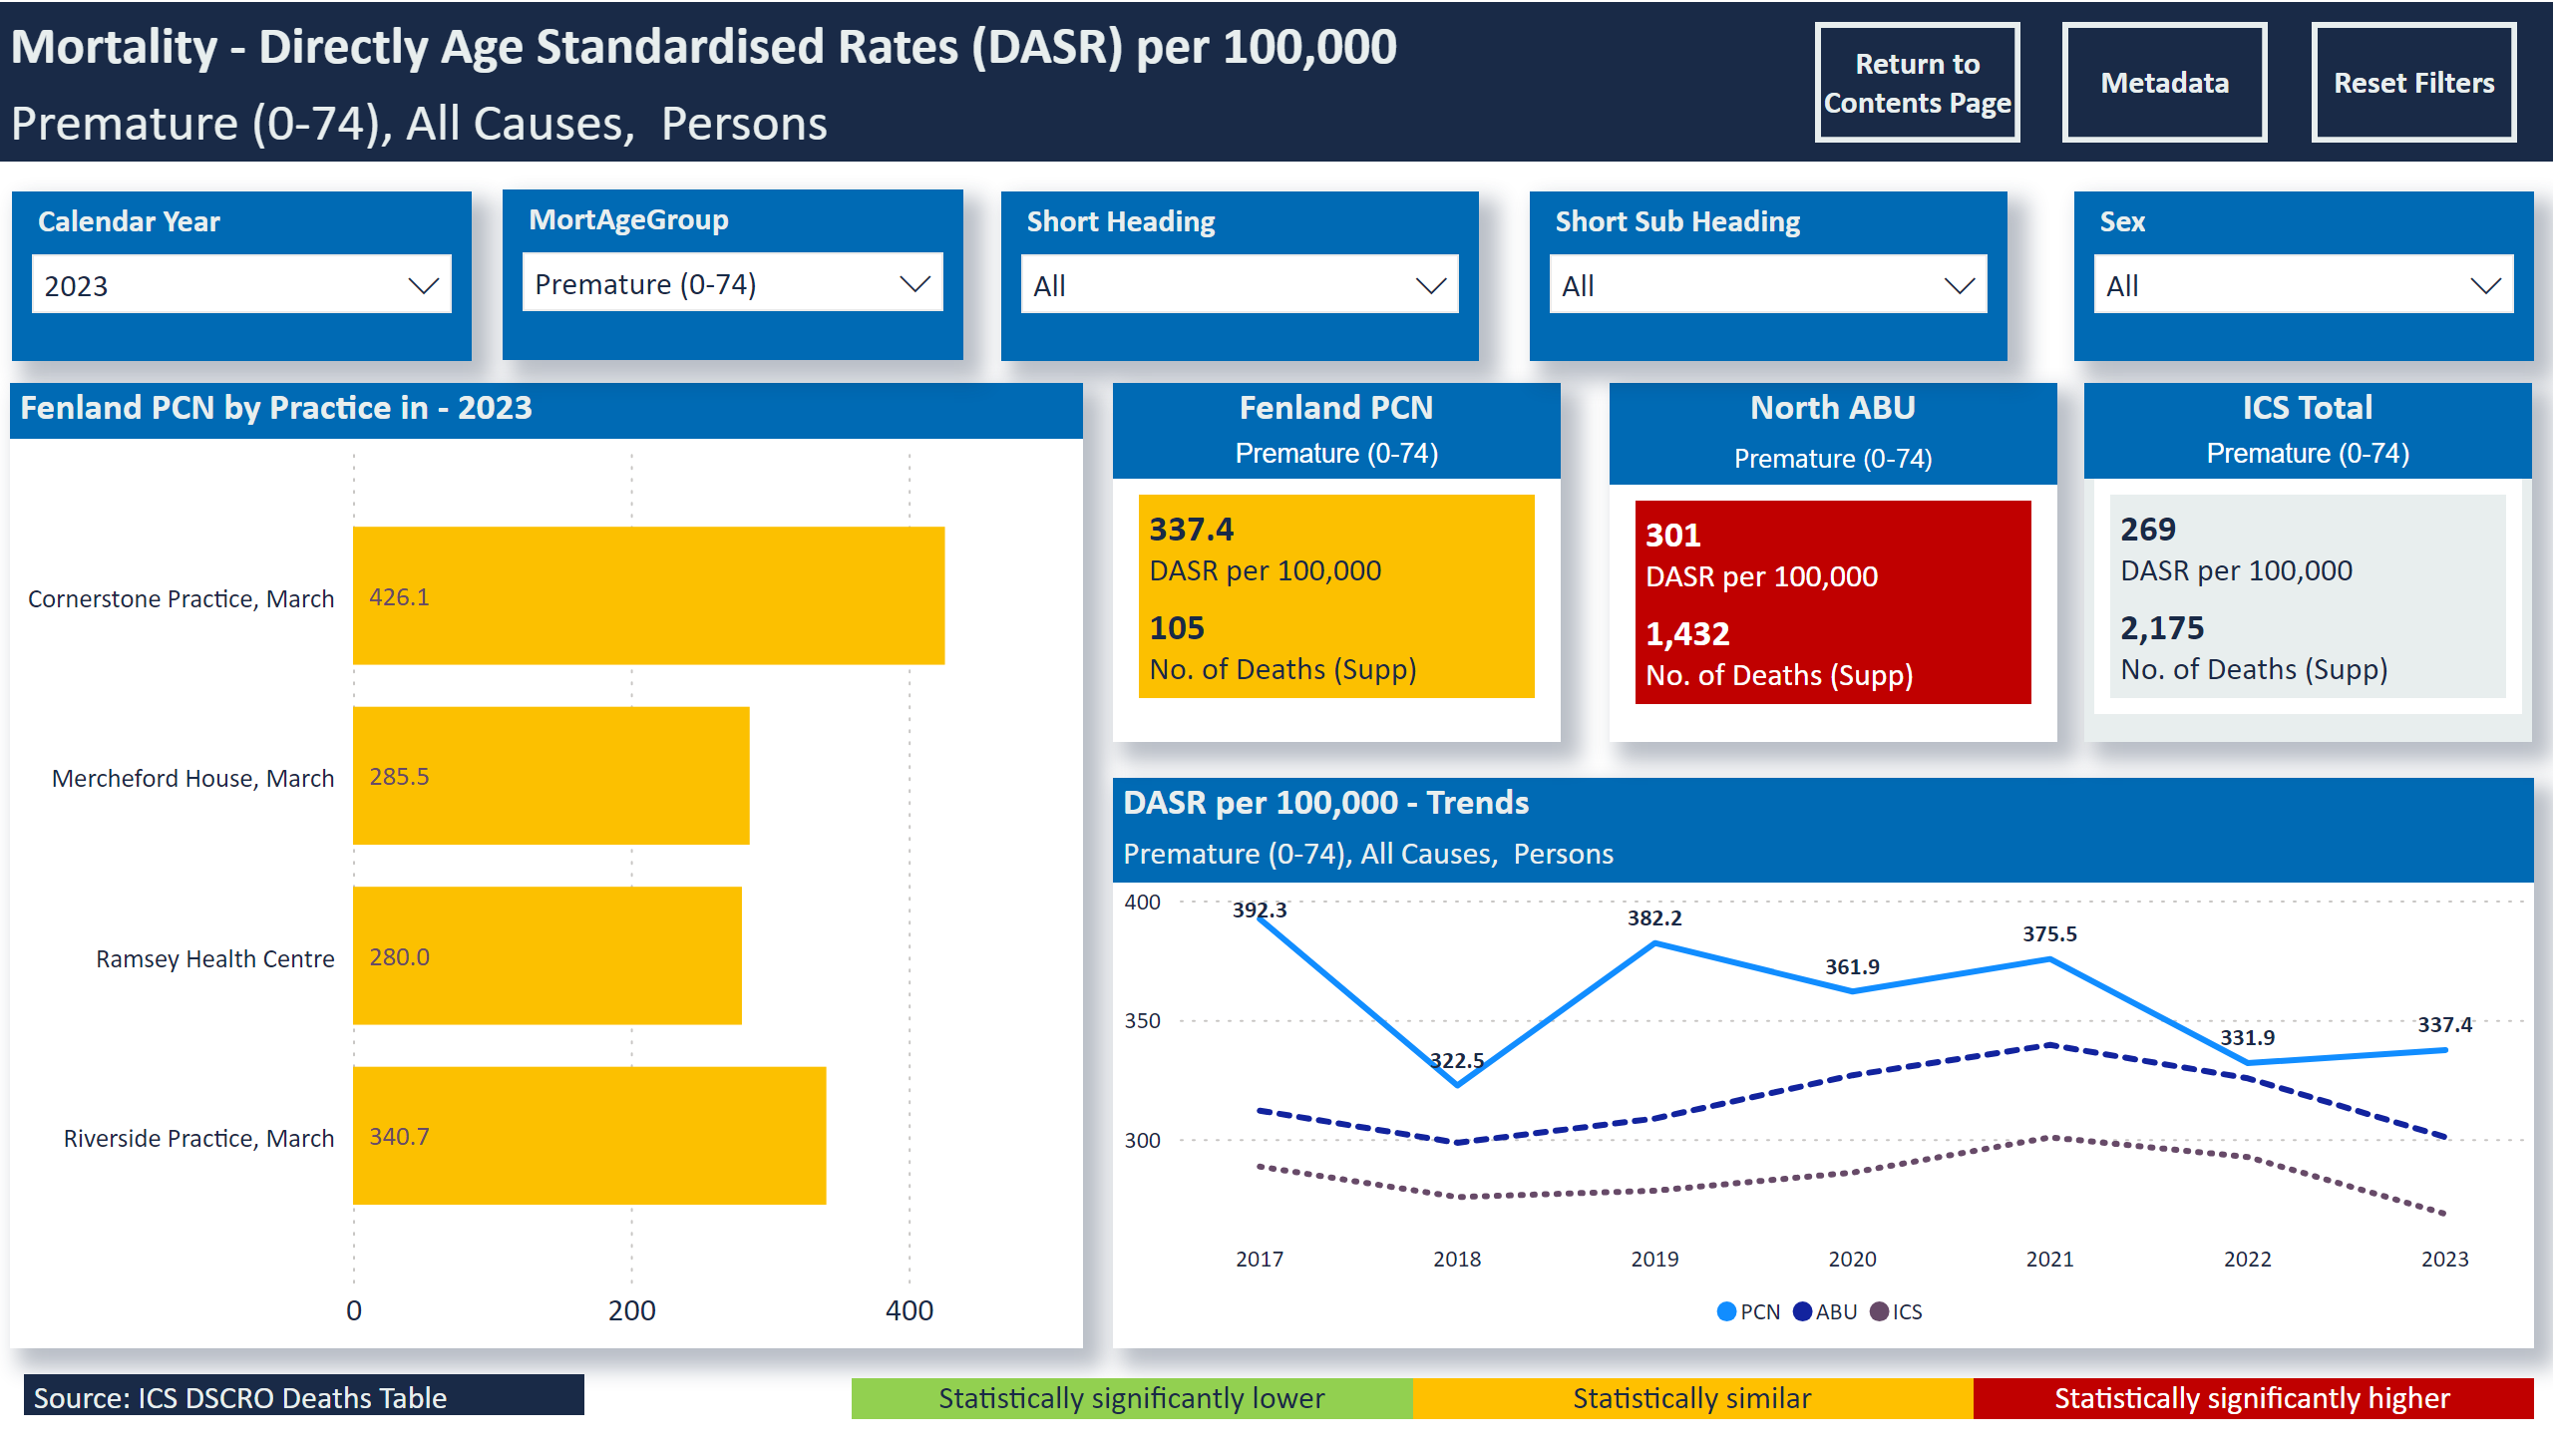 Mortality - Directly Age Standardised Rates (DASR) per 100,000
Premature (0-74), All Causes,  Persons
Return to
Contents Page
Metadata
Reset Filters
Calendar Year
2023
MortAgeGroup
Premature (0-74)
Short Heading
All
Short Sub Heading
All
Sex
All
Fenland PCN by Practice in - 2023
Cornerstone Practice, March
426.1
Mercheford House, March
285.5
Ramsey Health Centre
280.0
Riverside Practice, March
340.7
0
200
400
Fenland PCN
Premature (0-74)
337.4
DASR per 100,000
105
No. of Deaths (Supp)
North ABU
Premature (0-74)
301
DASR per 100,000
1,432
No. of Deaths (Supp)
ICS Total
Premature (0-74)
269
DASR per 100,000
2,175
No. of Deaths (Supp)
DASR per 100,000 - Trends
Premature (0-74), All Causes,  Persons
400
350
300
392.3
322.5
382.2
361.9
375.5
331.9
337.4
2017
2018
2019
2020
2021
2022
2023
PCN
ABU
ICS
Source: ICS DSCRO Deaths Table
Statistically significantly lower
Statistically similar
Statistically significantly higher